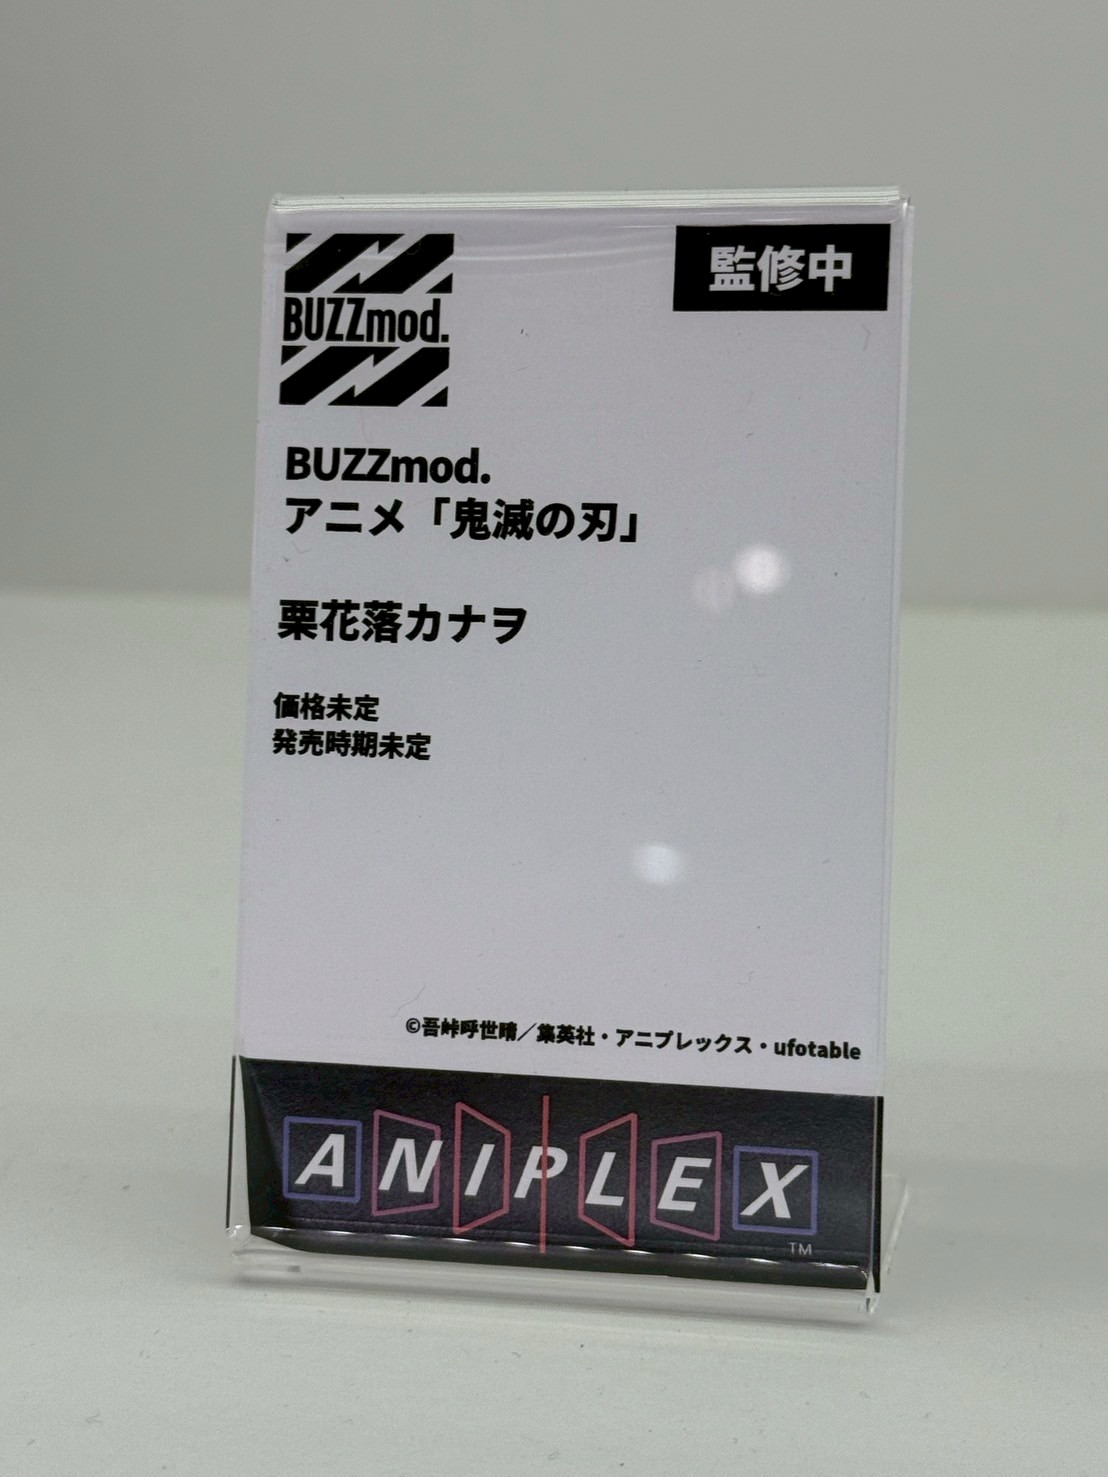 監修中
BUZZmod.
BUZZmod.
アニメ「鬼滅の刃」
栗花落カナヲ
価格未定
発売時期未定
©吾峠呼世晴／集英社・アニプレックス・ufotable
ANIPLEX
TM